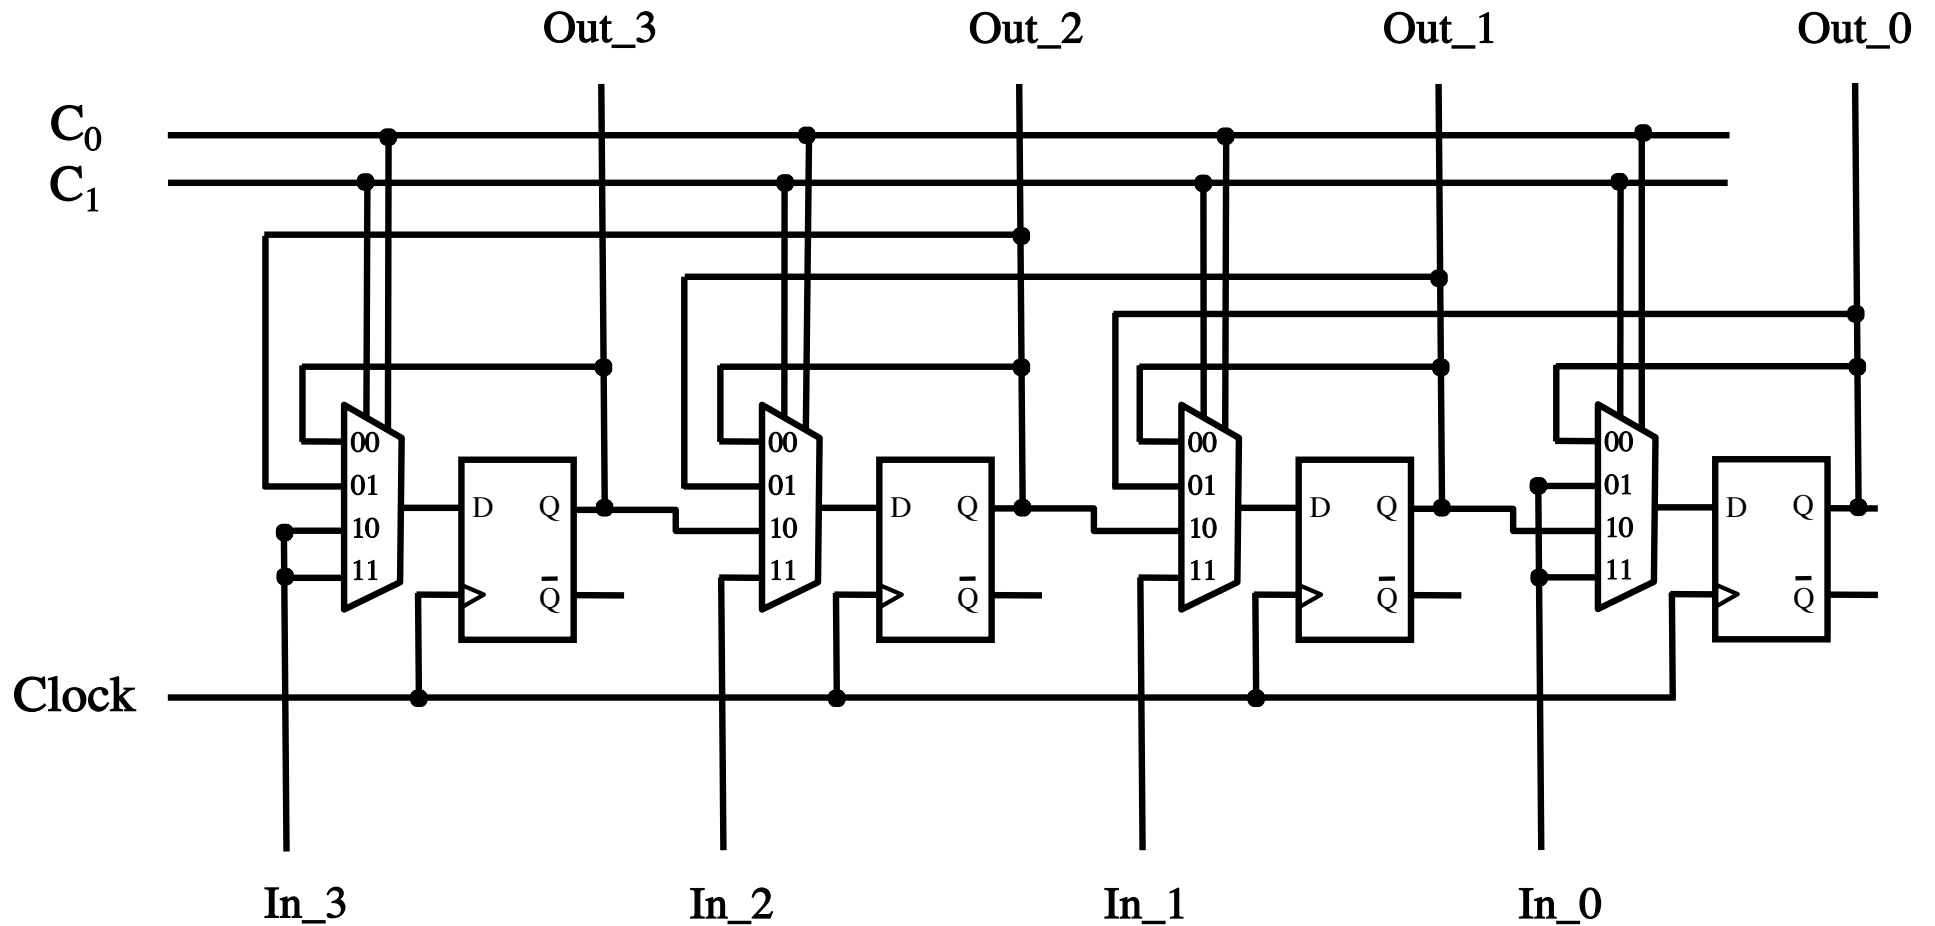 Out_3 Out_2 Out_1 Out_0
C0
C1
00 00 00 00
01 01 01 01
D Q D Q D Q D Q
10 10 10 10
11 11 11 11
Q̅ Q̅ Q̅ Q̅
Clock
In_3 In_2 In_1 In_0